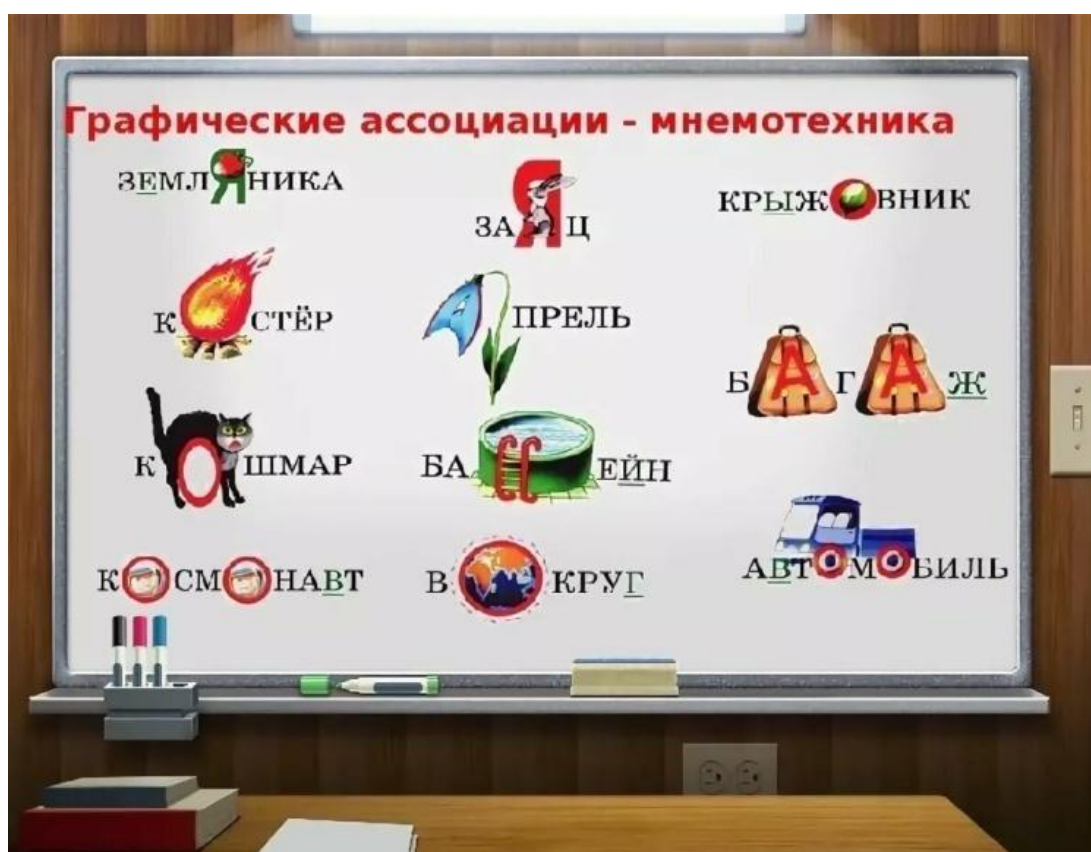 Графические ассоциации - мнемотехника
ЗЕМЛЯНИКА
ЗАЯЦ
КРЫЖОВНИК
КОСТЁР
АПРЕЛЬ
БАГАЖ
КОШМАР
БАССЕЙН
КОСМОНАВТ
ВОКРУГ
АВТОМОБИЛЬ